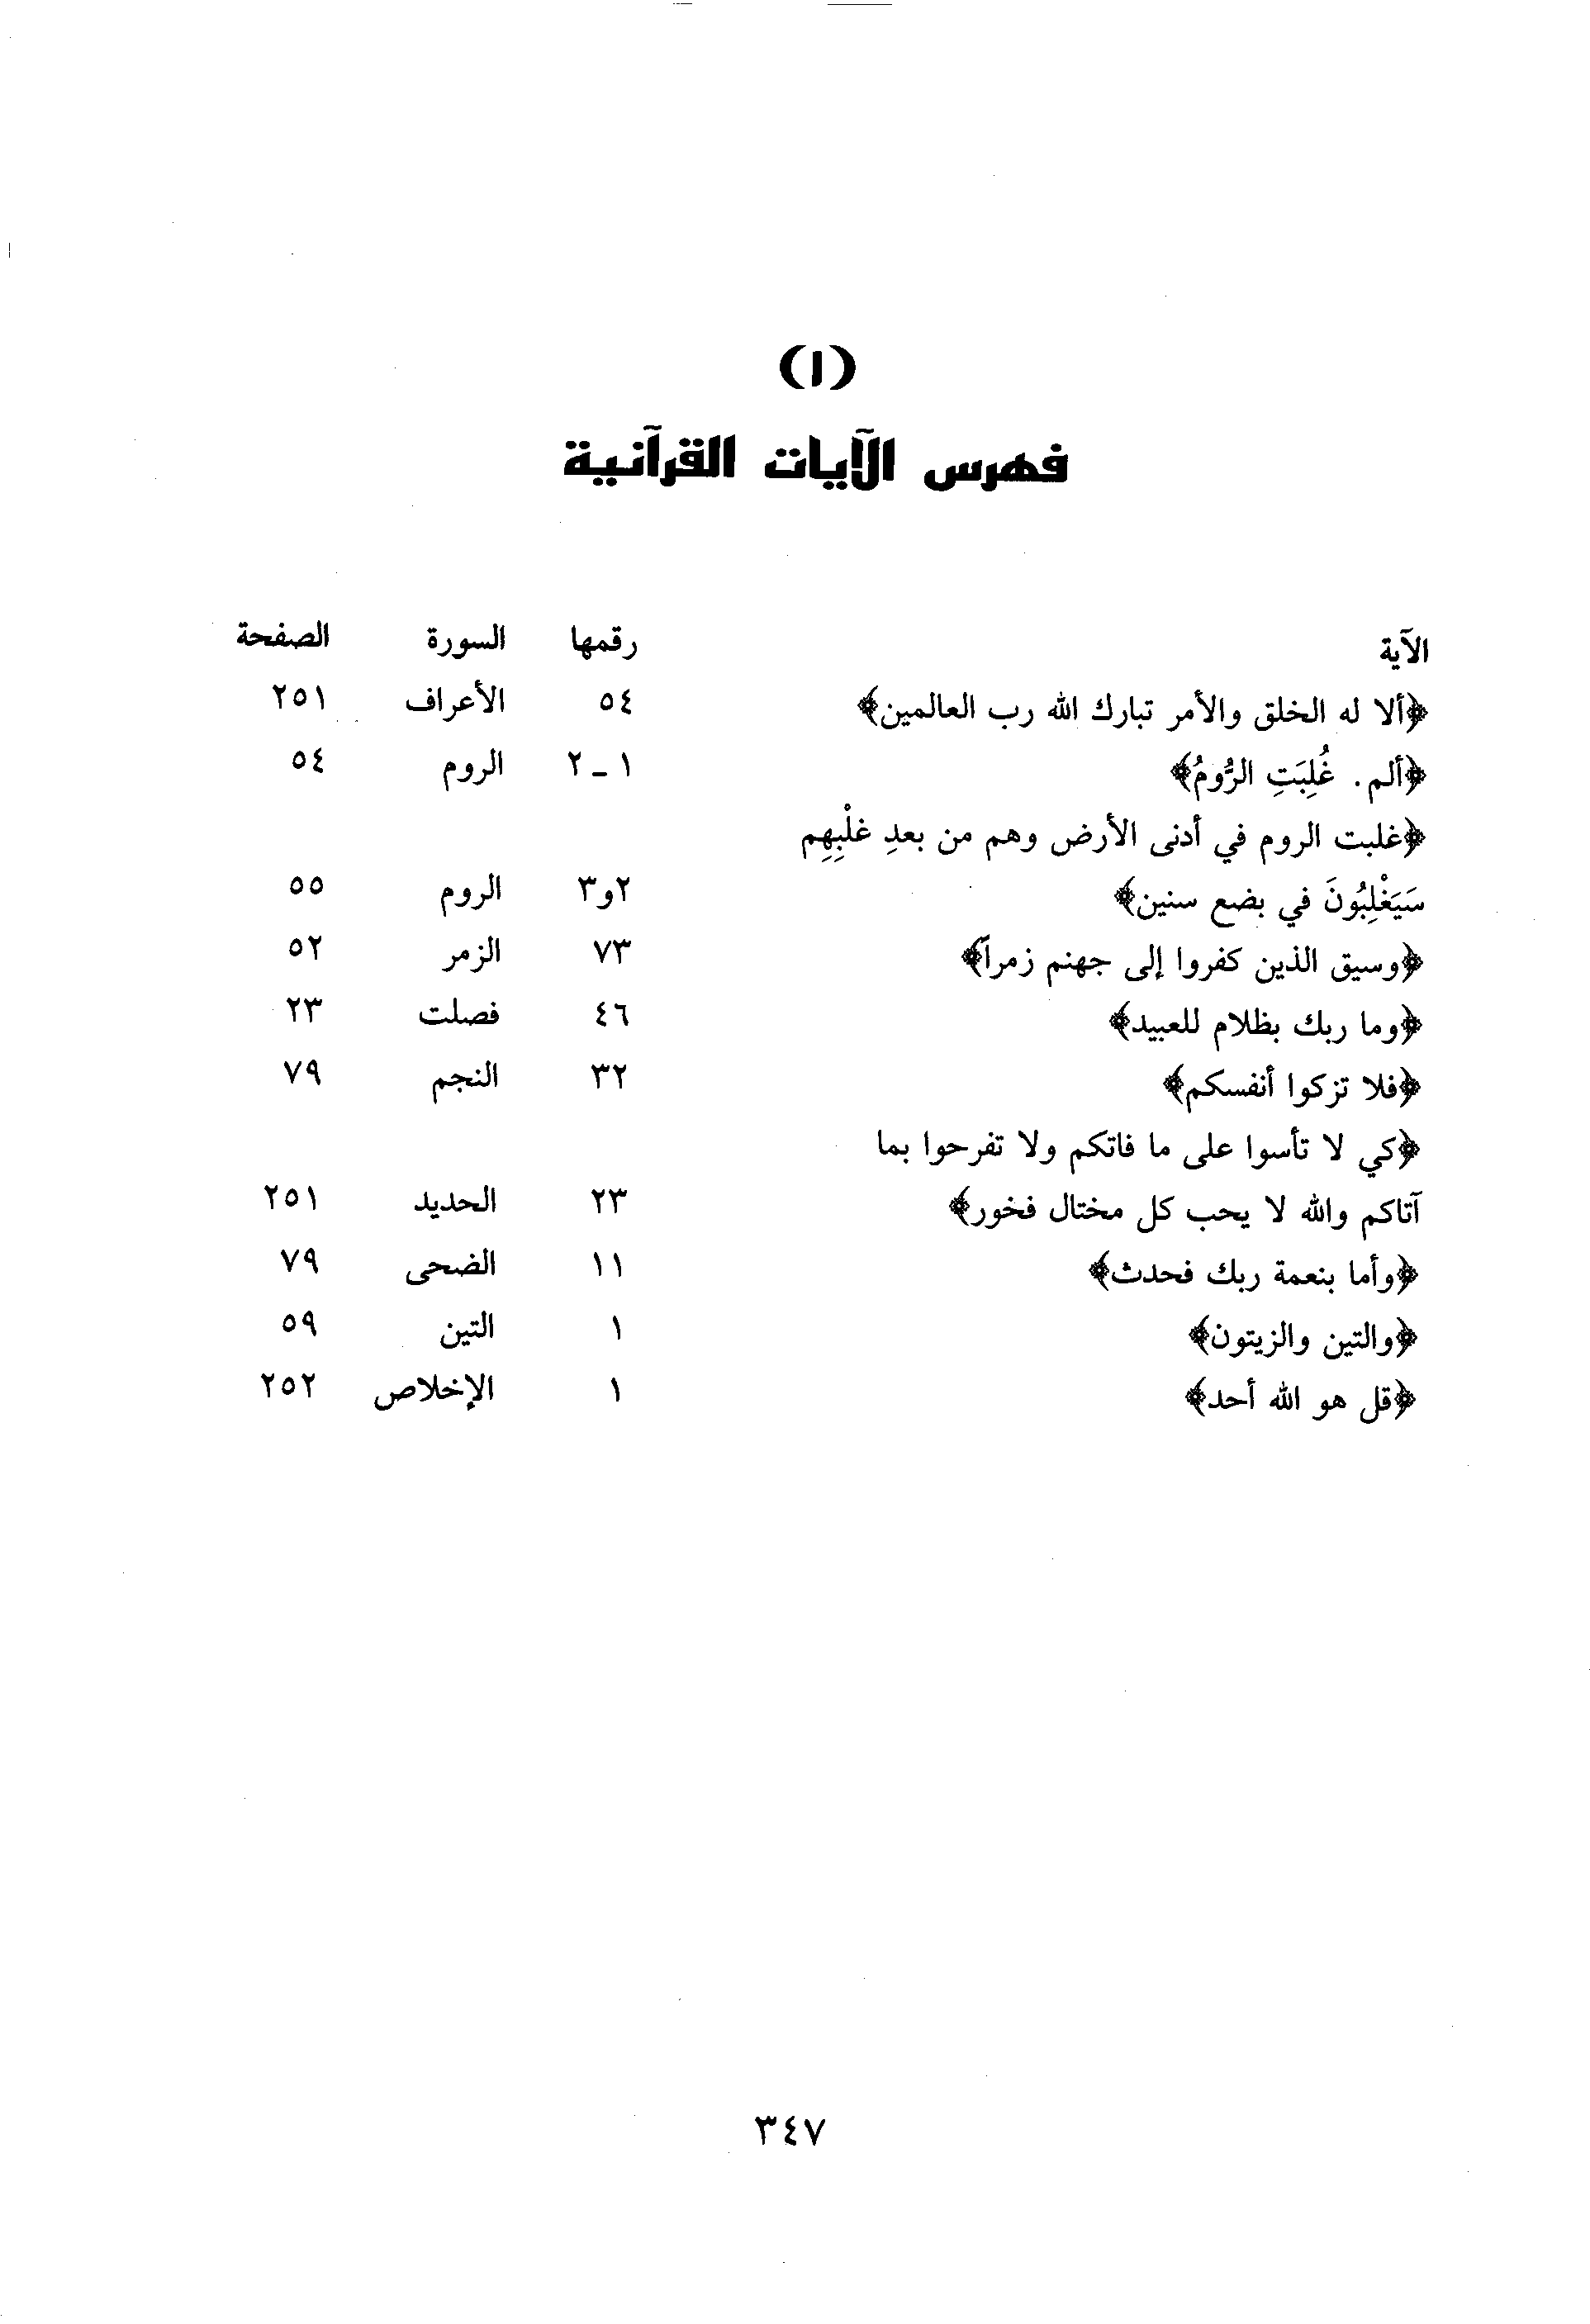 (١)
فهرس الآيات القرآنية
الآية رقمها السورة الصفحة
﴿ألا له الخلق والأمر تبارك الله رب العالمين﴾ ٥٤ الأعراف ٢٥١
﴿ألم. غُلِبَتِ الرُّومُ﴾ ١-٢ الروم ٥٤
﴿غلبت الروم في أدنى الأرض وهم من بعدِ غلْبِهِم
سَيَغْلِبُونَ في بضع سنين﴾ ٢و٣ الروم ٥٥
﴿وسيق الذين كفروا إلى جهنم زمراً﴾ ٧٣ الزمر ٥٢
﴿وما ربك بظلام للعبيد﴾ ٤٦ فصلت ٢٣
﴿فلا تزكوا أنفسكم﴾ ٣٢ النجم ٧٩
﴿كي لا تأسوا على ما فاتكم ولا تفرحوا بما
آتاكم والله لا يحب كل مختال فخور﴾ ٢٣ الحديد ٢٥١
﴿وأما بنعمة ربك فحدث﴾ ١١ الضحى ٧٩
﴿والتين والزيتون﴾ ١ التين ٥٩
﴿قل هو الله أحد﴾ ١ الإخلاص ٢٥٢
٣٤٧